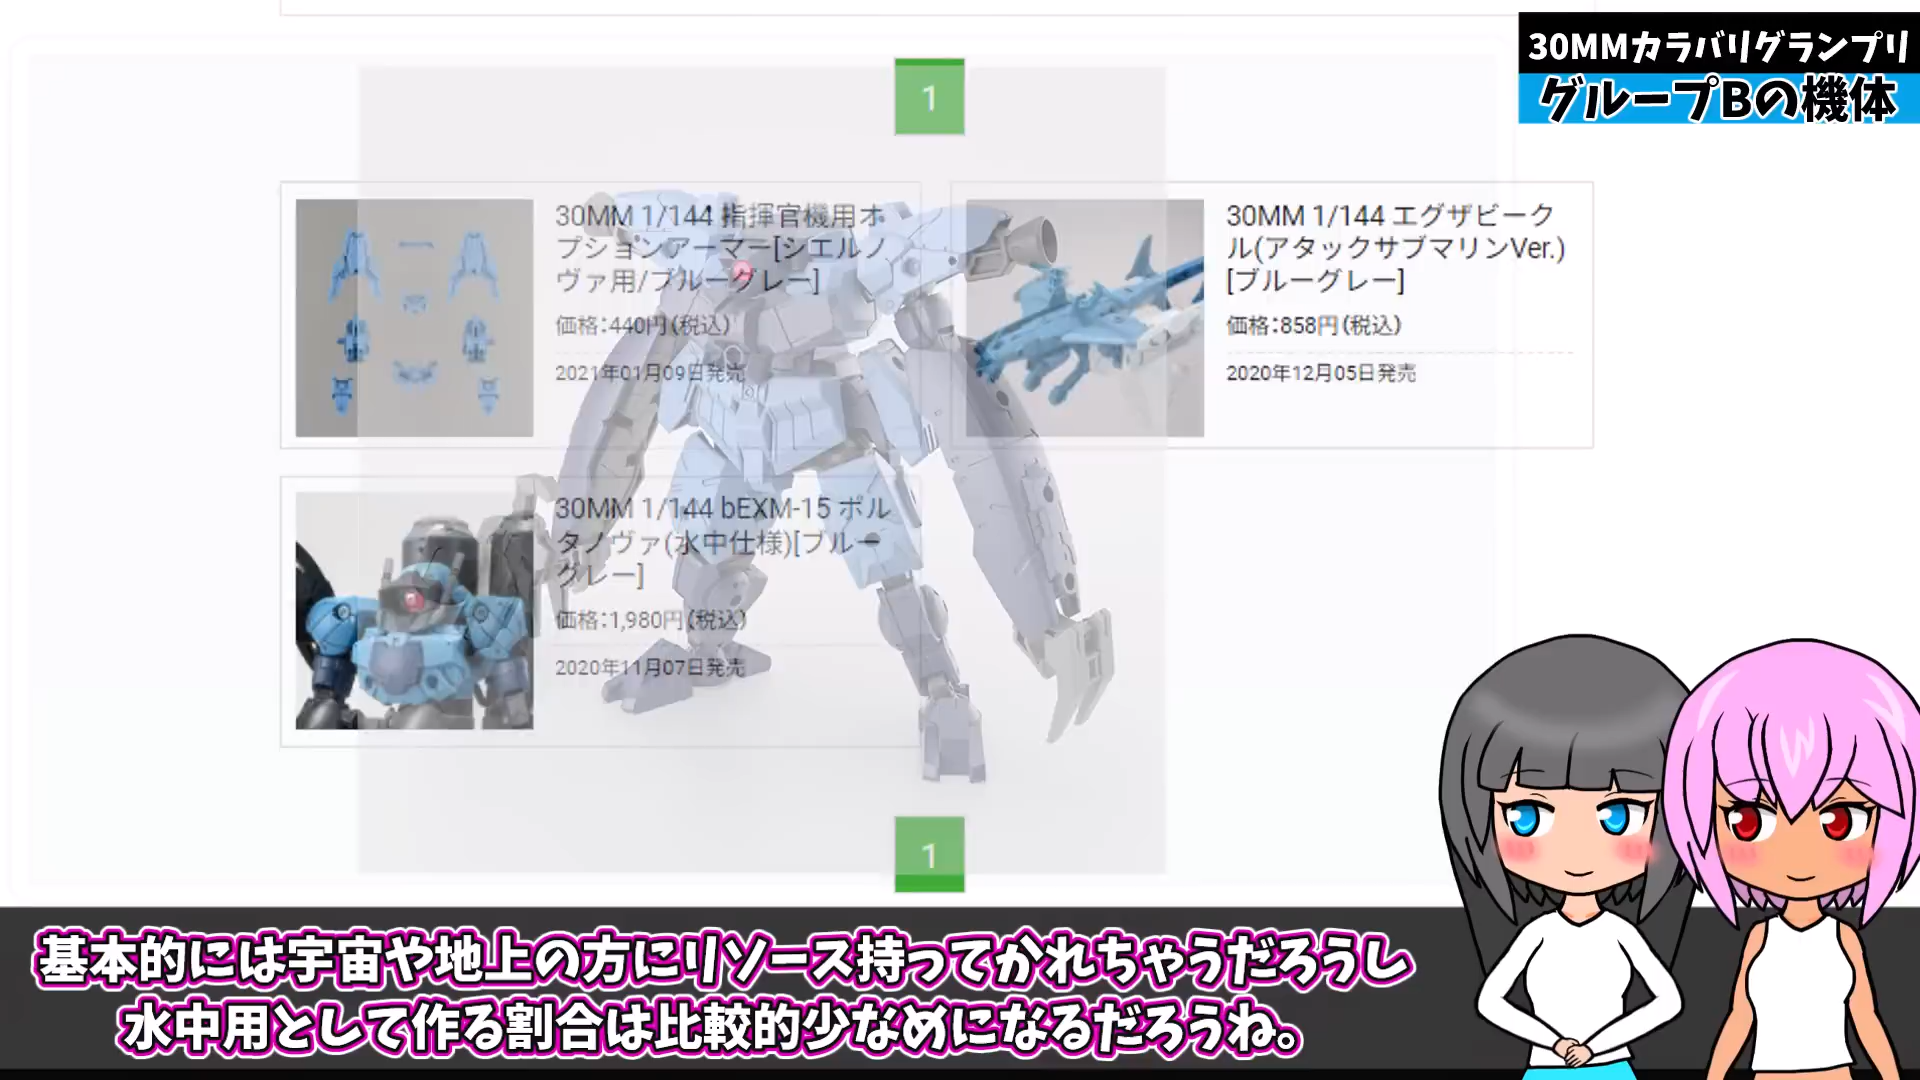 30MMカラバリグランプリ
グループBの機体
1
30MM 1/144 指揮官機用オ
プションアーマー[シエルノ
ヴァ用/ブルーグレー]
価格:440円(税込)
2021年01月09日発売
30MM 1/144 エグザビーク
ル(アタックサブマリンVer.)
[ブルーグレー]
価格:858円(税込)
2020年12月05日発売
30MM 1/144 bEXM-15 ポル
タノヴァ(水中仕様)[ブルー
グレー]
価格:1,980円(税込)
2020年11月07日発売
1
基本的には宇宙や地上の方にリソース持ってかれちゃうだろうし
水中用として作る割合は比較的少なめになるだろうね。